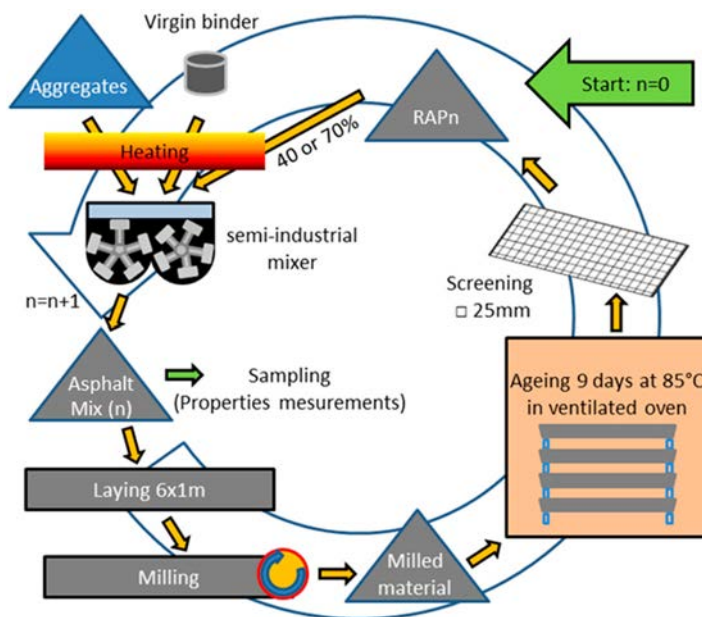 Virgin binder
Aggregates
Start: n=0
RAPn
Heating
40 or 70%
semi-industrial
mixer
Screening
□ 25mm
n=n+1
Asphalt
Mix (n)
Sampling
(Properties mesurements)
Ageing 9 days at 85°C
in ventilated oven
Laying 6x1m
Milling
Milled
material